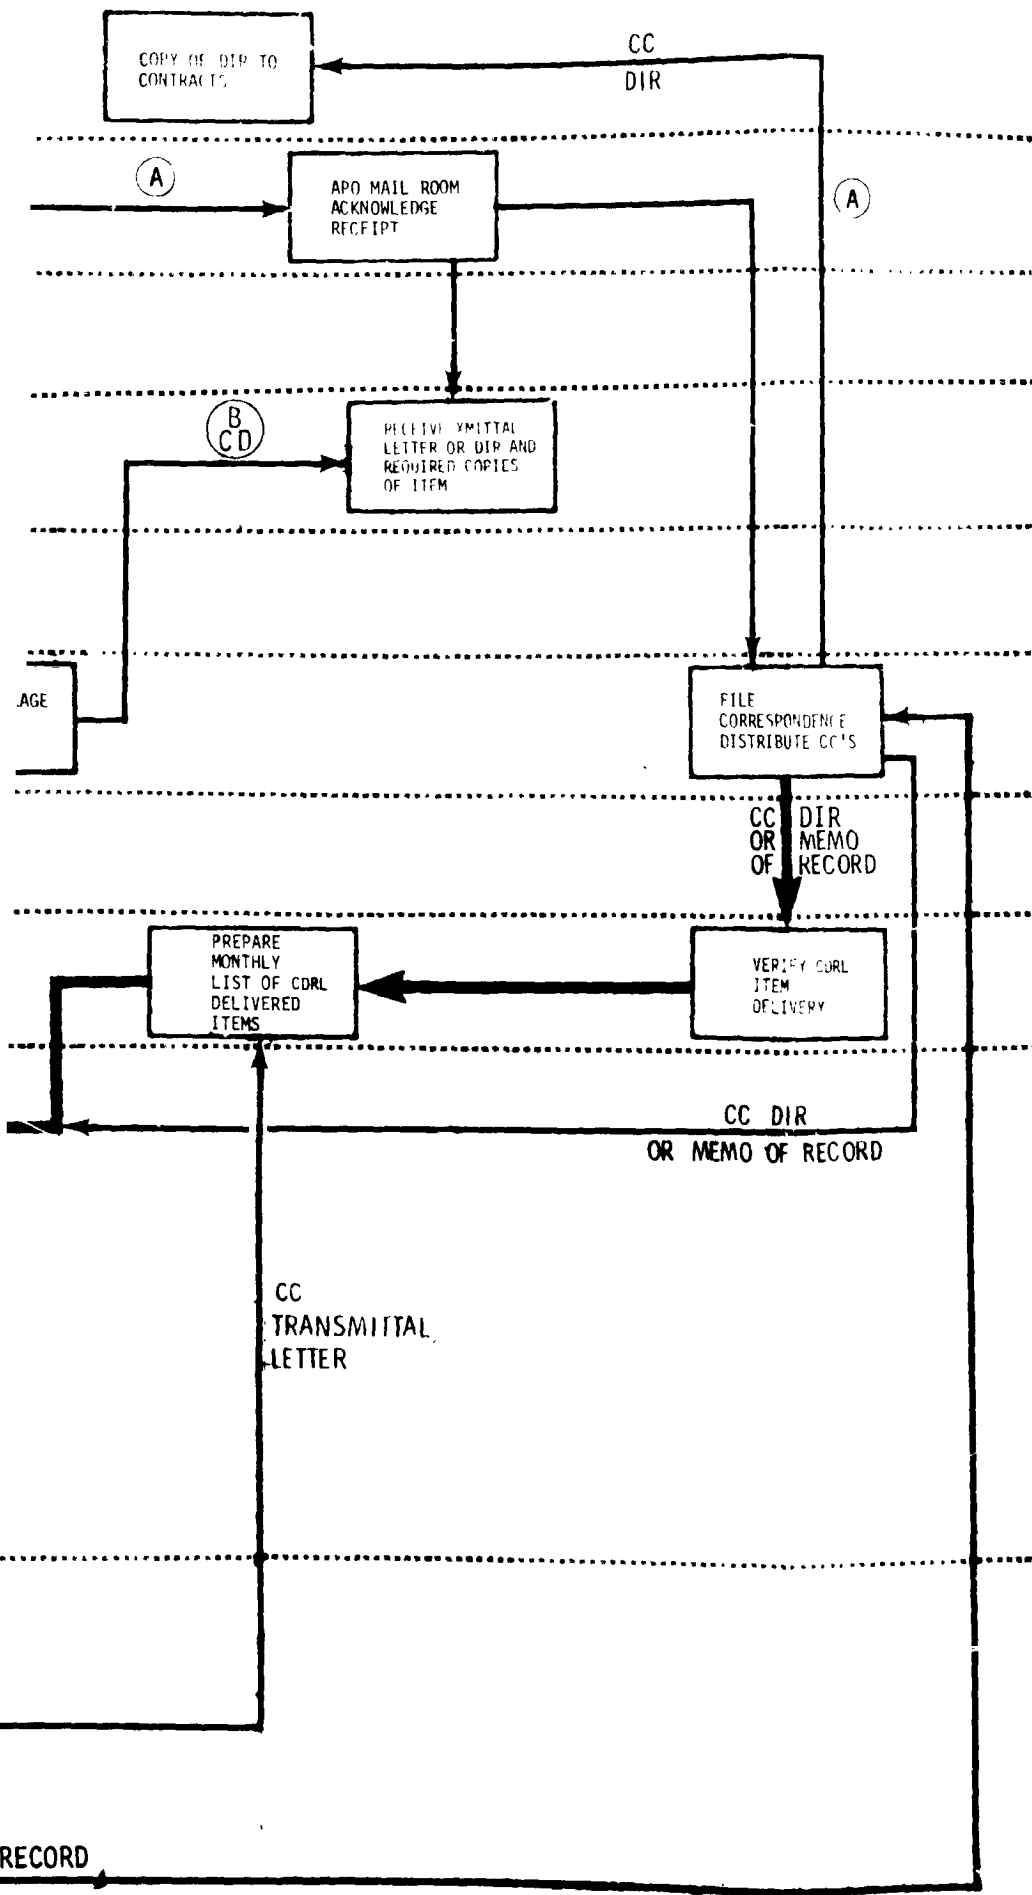 CC
DIR
COPY OF DIR TO
CONTRACTS
A
APO MAIL ROOM
ACKNOWLEDGE
RECEIPT
A
B
CD
RECEIVE XMITTAL
LETTER OR DIR AND
REQUIRED COPIES
OF ITEM
.AGE
FILE
CORRESPONDENCE
DISTRIBUTE CC'S
CC DIR
OR MEMO
OF RECORD
PREPARE
MONTHLY
LIST OF CDRL
DELIVERED
ITEMS
VERIFY CDRL
ITEM
DELIVERY
CC DIR
OR MEMO OF RECORD
CC
TRANSMITTAL
LETTER
RECORD